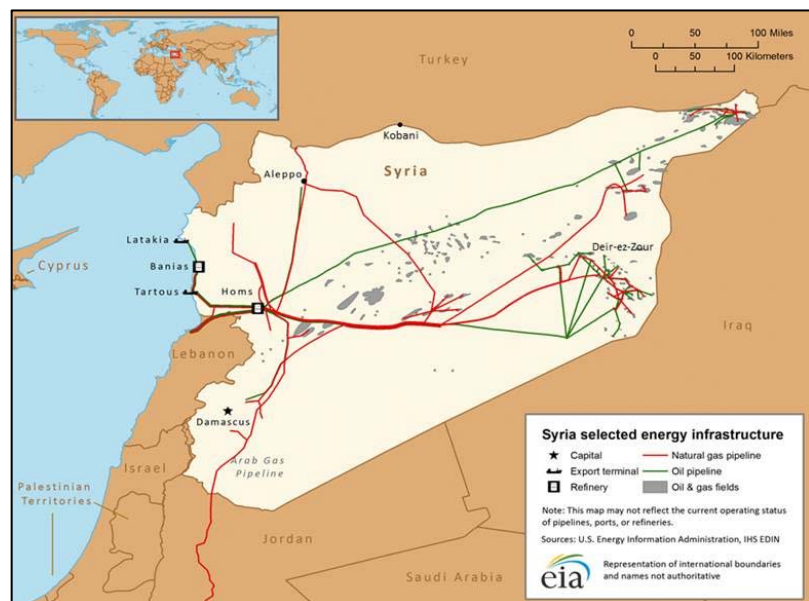 0 50 100 Miles
0 50 100 Kilometers
Turkey
Kobani
Syria
Aleppo
Latakia
Deir-ez-Zour
Cyprus
Banias
Tartous
Homs
Iraq
Lebanon
Damascus
Arab Gas
Pipeline
Israel
Palestinian
Territories
Jordan
Saudi Arabia
Syria selected energy infrastructure
Capital
Natural gas pipeline
Export terminal
Oil pipeline
Refinery
Oil & gas fields
Note: This map may not reflect the current operating status
of pipelines, ports, or refineries.
Sources: U.S. Energy Information Administration, IHS EDIN
eia
Representation of international boundaries
and names not authoritative